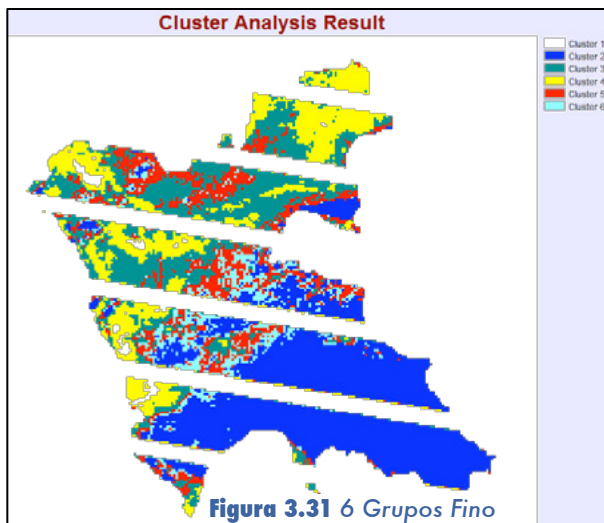 Cluster Analysis Result
Cluster 1
Cluster 2
Cluster 3
Cluster 4
Cluster 5
Cluster 6
Figura 3.31 6 Grupos Fino